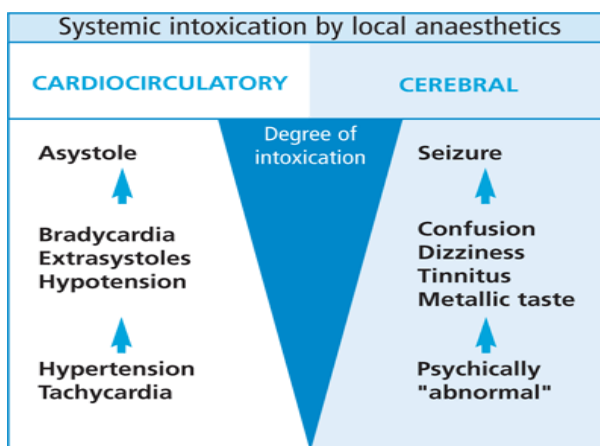 Systemic intoxication by local anaesthetics
CARDIOCIRCULATORY
CEREBRAL
Degree of
intoxication
Asystole
Bradycardia
Extrasystoles
Hypotension
Hypertension
Tachycardia
Seizure
Confusion
Dizziness
Tinnitus
Metallic taste
Psychically
"abnormal"